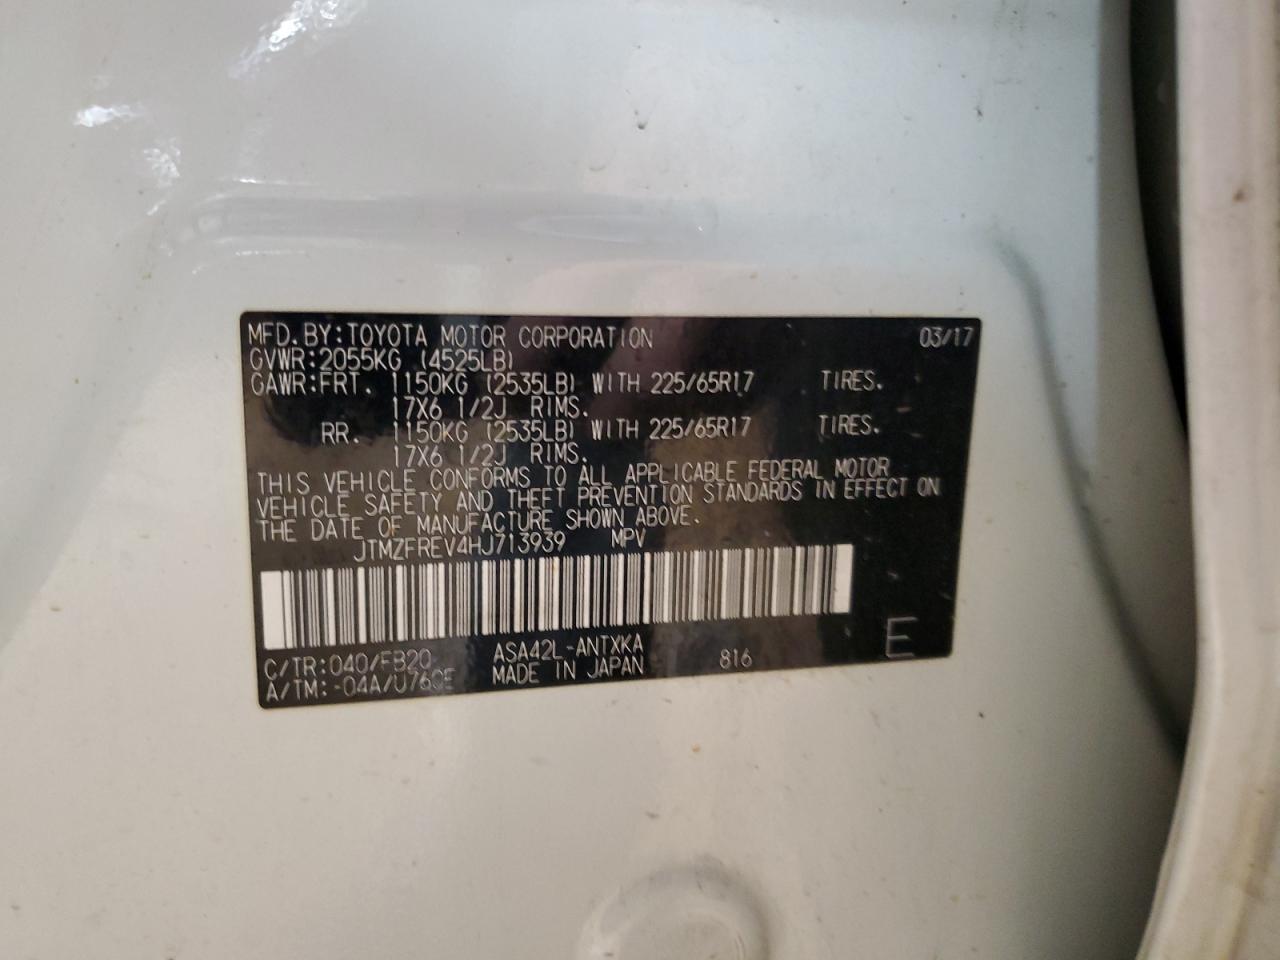 MFD.BY:TOYOTA MOTOR CORPORATION 03/17
GVWR:2055KG (4525LB)
GAWR:FRT. 1150KG (2535LB) WITH 225/65R17 TIRES.
17X6 1/2J RIMS.
RR. 1150KG (2535LB) WITH 225/65R17 TIRES.
17X6 1/2J RIMS.
THIS VEHICLE CONFORMS TO ALL APPLICABLE FEDERAL MOTOR
VEHICLE SAFETY AND THEFT PREVENTION STANDARDS IN EFFECT ON
THE DATE OF MANUFACTURE SHOWN ABOVE.
JTMZFREV4HJ713939 MPV
C/TR:040/FB20 ASA42L-ANTXKA 816 E
A/TM:-04A/U760E MADE IN JAPAN